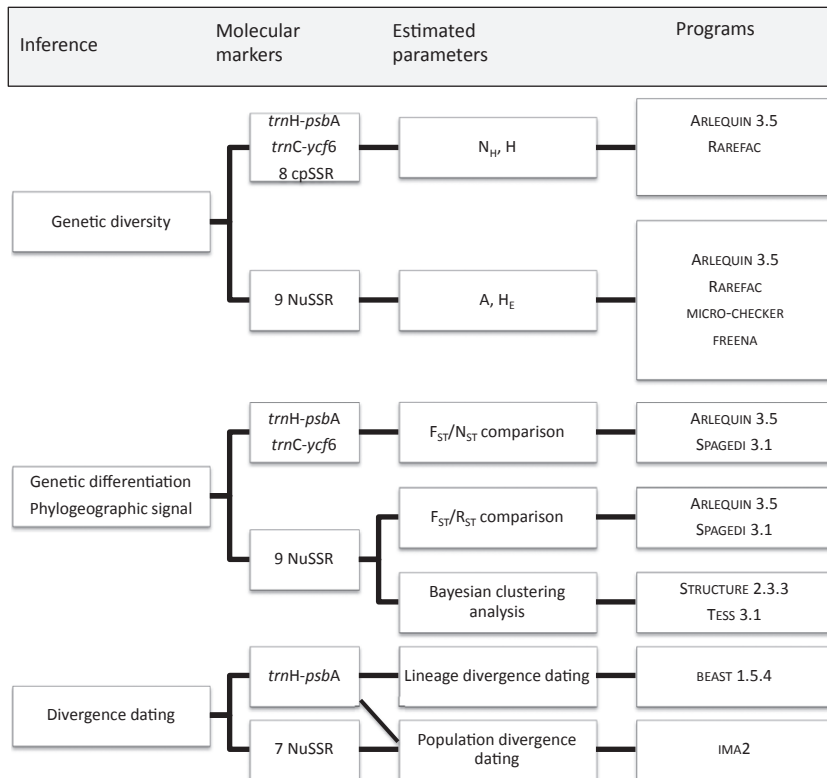 Inference
Molecular
markers
Estimated
parameters
Programs
Genetic diversity
trnH-psbA
trnC-ycf6
8 cpSSR
NH, H
ARLEQUIN 3.5
RAREFAC
9 NuSSR
A, HE
ARLEQUIN 3.5
RAREFAC
MICRO-CHECKER
FREENA
Genetic differentiation
Phylogeographic signal
trnH-psbA
trnC-ycf6
FST/NST comparison
ARLEQUIN 3.5
SPAGEDI 3.1
9 NuSSR
FST/RST comparison
ARLEQUIN 3.5
SPAGEDI 3.1
Bayesian clustering
analysis
STRUCTURE 2.3.3
TESS 3.1
Divergence dating
trnH-psbA
Lineage divergence dating
BEAST 1.5.4
7 NuSSR
Population divergence
dating
IMA2